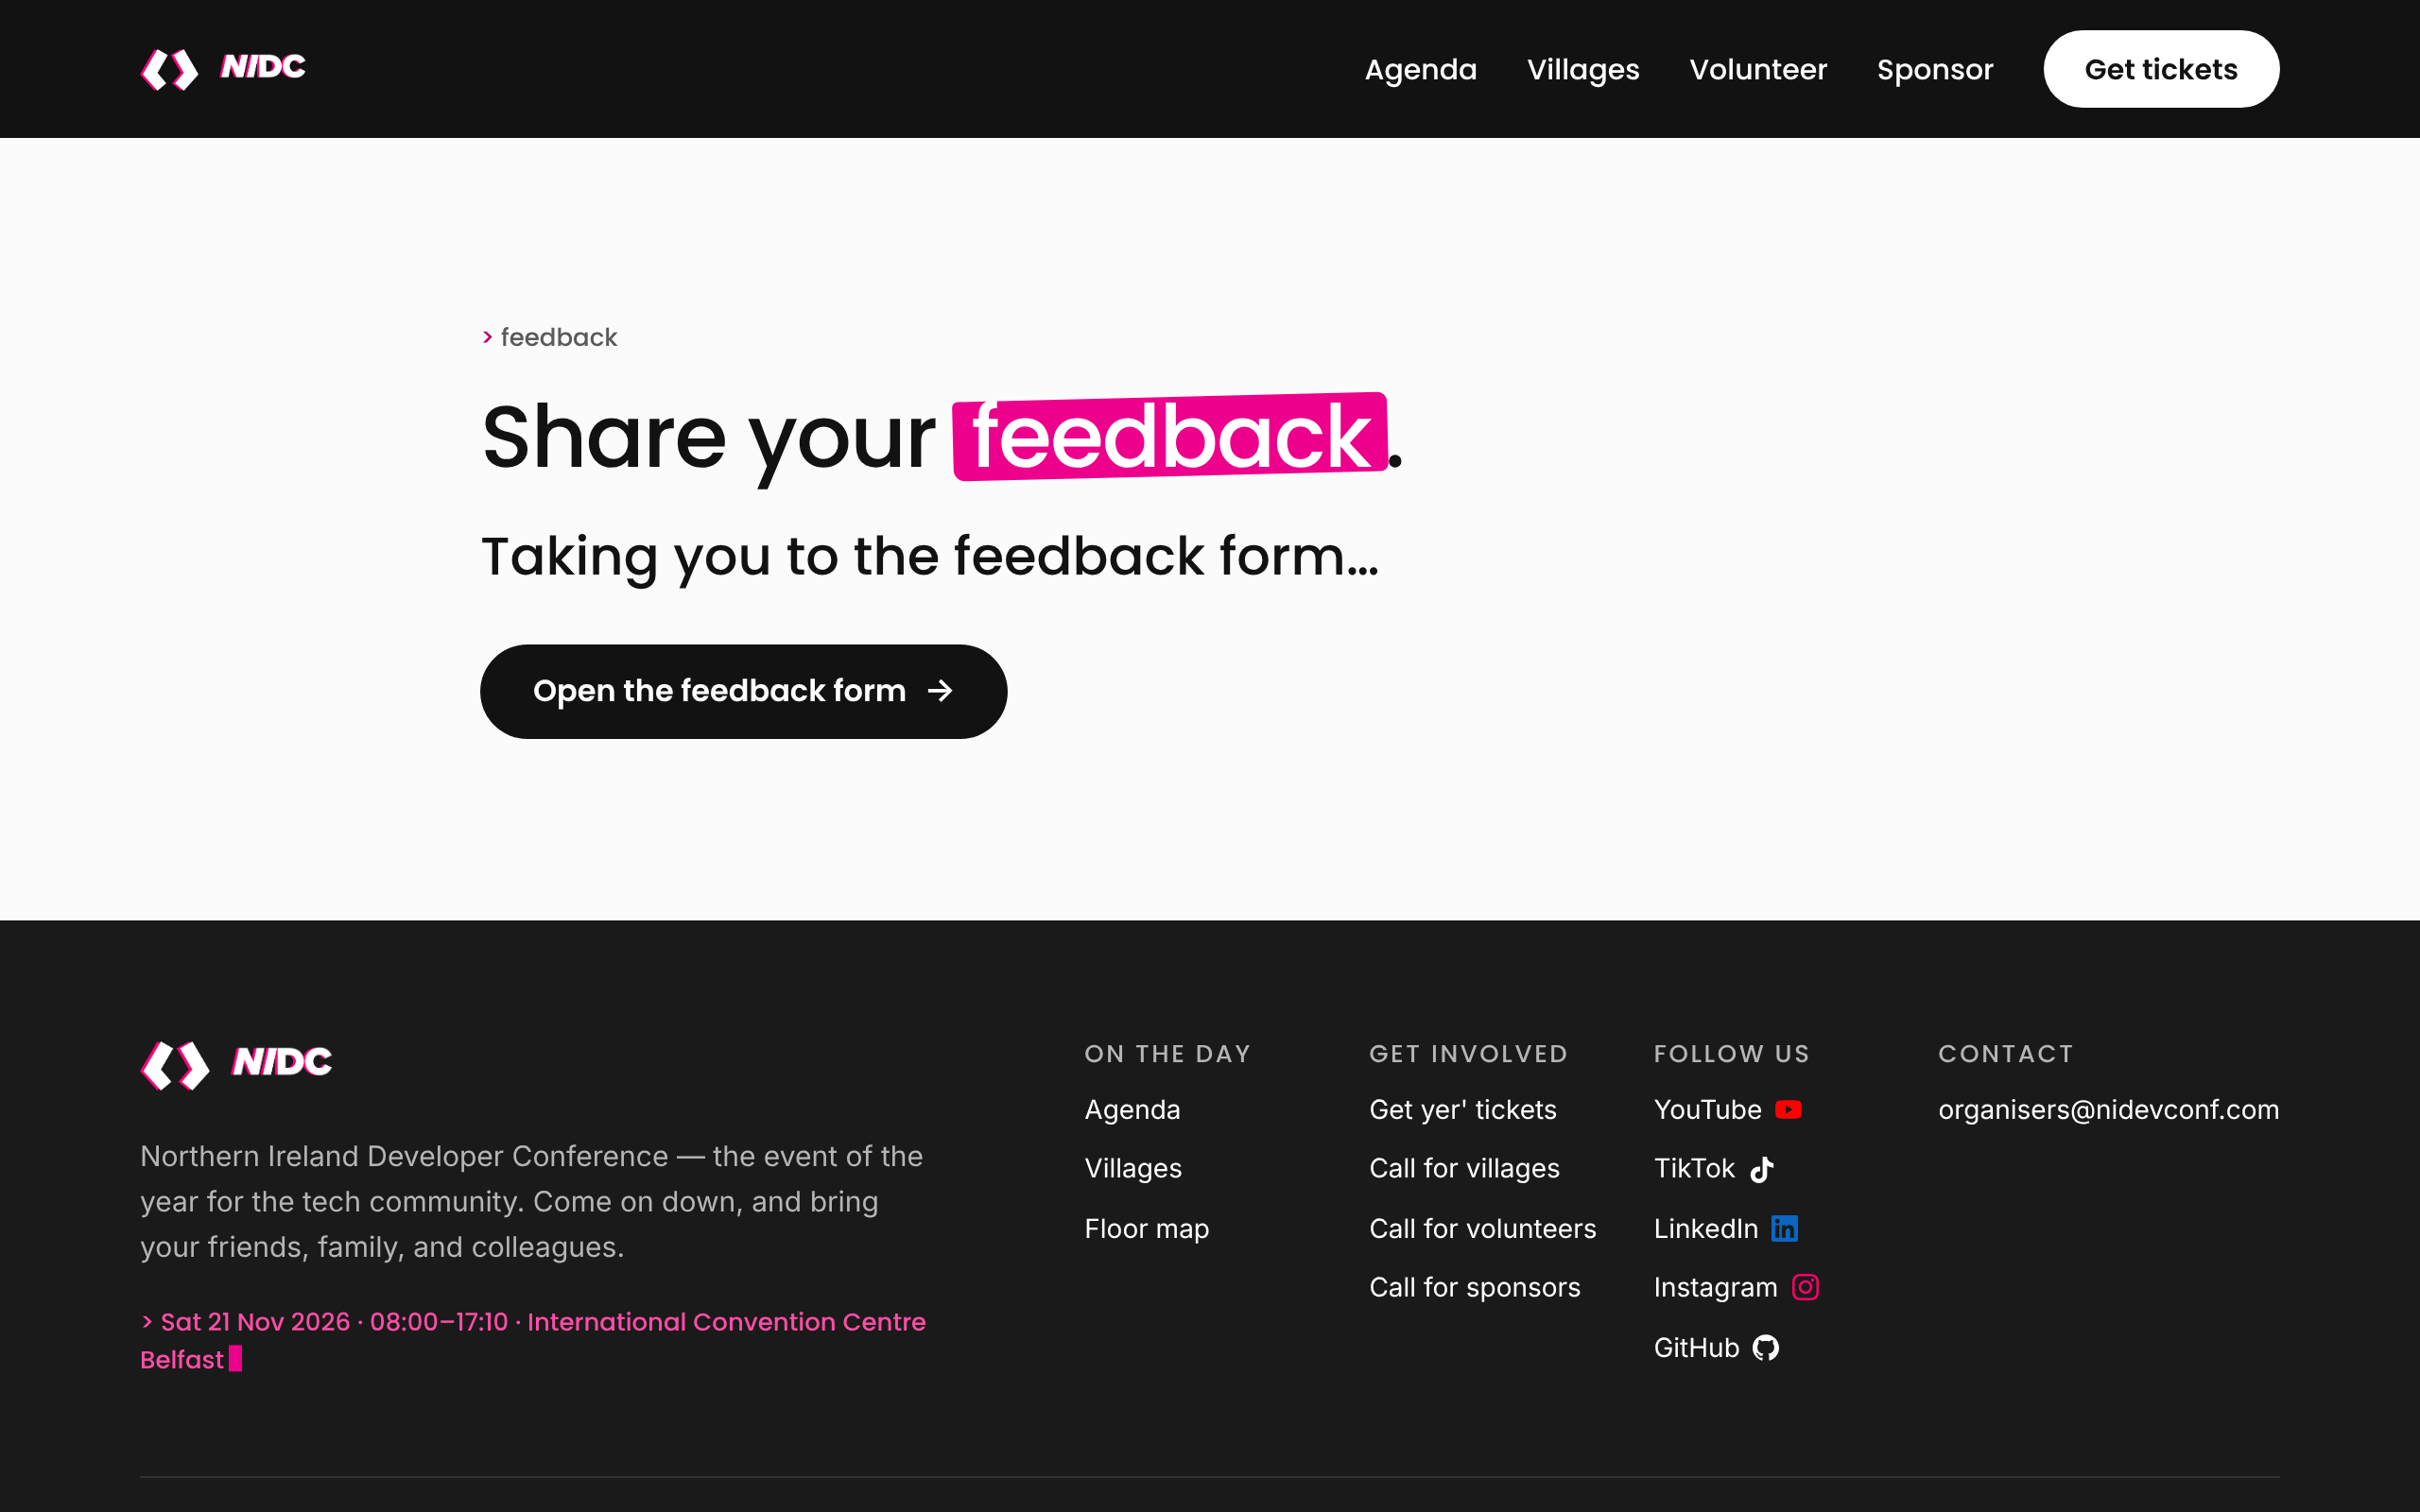 NIDC
Agenda
Villages
Volunteer
Sponsor
Get tickets
> feedback
Share your feedback.
Taking you to the feedback form…
Open the feedback form →
NIDC
Northern Ireland Developer Conference — the event of the
year for the tech community. Come on down, and bring
your friends, family, and colleagues.
> Sat 21 Nov 2026 · 08:00–17:10 · International Convention Centre
Belfast
ON THE DAY
Agenda
Villages
Floor map
GET INVOLVED
Get yer' tickets
Call for villages
Call for volunteers
Call for sponsors
FOLLOW US
YouTube
TikTok
LinkedIn
Instagram
GitHub
CONTACT
organisers@nidevconf.com